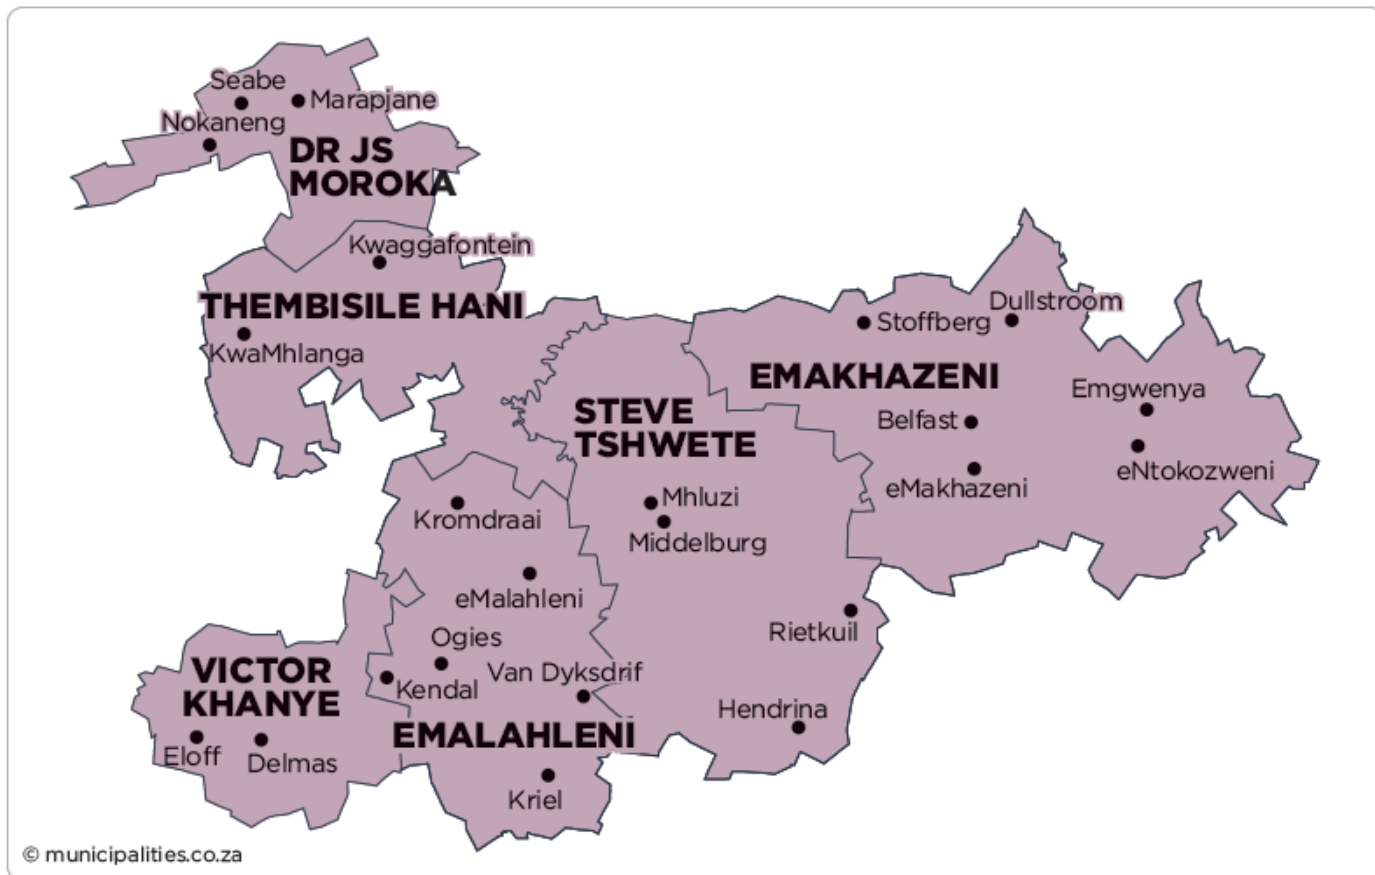 Seabe
Marapjane
Nokaneng
DR JS
MOROKA
Kwaggafontein
THEMBISILE HANI
KwaMhlanga
Dullstroom
Stoffberg
EMAKHAZENI
Emgwenya
STEVE
TSHWETE
Belfast
eNtokozweni
eMakhazeni
Mhluzi
Kromdraai
Middelburg
eMalahleni
Rietkuil
Ogies
VICTOR
KHANYE
Van Dyksdrif
Kendal
Hendrina
EMALAHLENI
Eloff
Delmas
Kriel
© municipalities.co.za